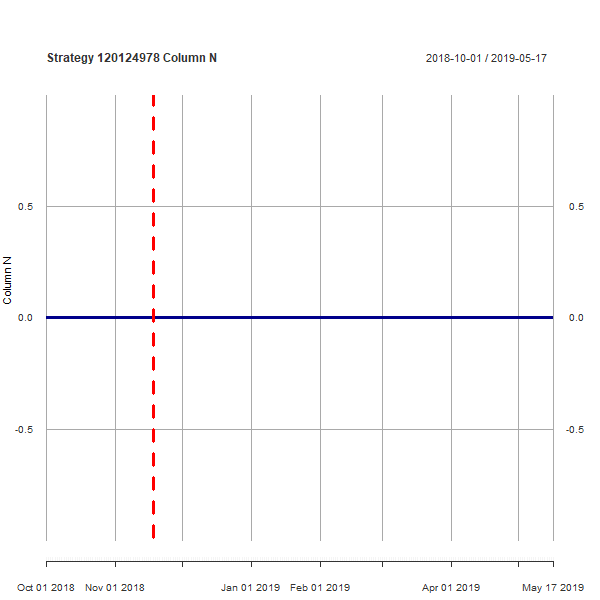 Strategy 120124978 Column N
2018-10-01 / 2019-05-17
0.5
0.5
Column N
0.0
0.0
-0.5
-0.5
Oct 01 2018
Nov 01 2018
Jan 01 2019
Feb 01 2019
Apr 01 2019
May 17 2019